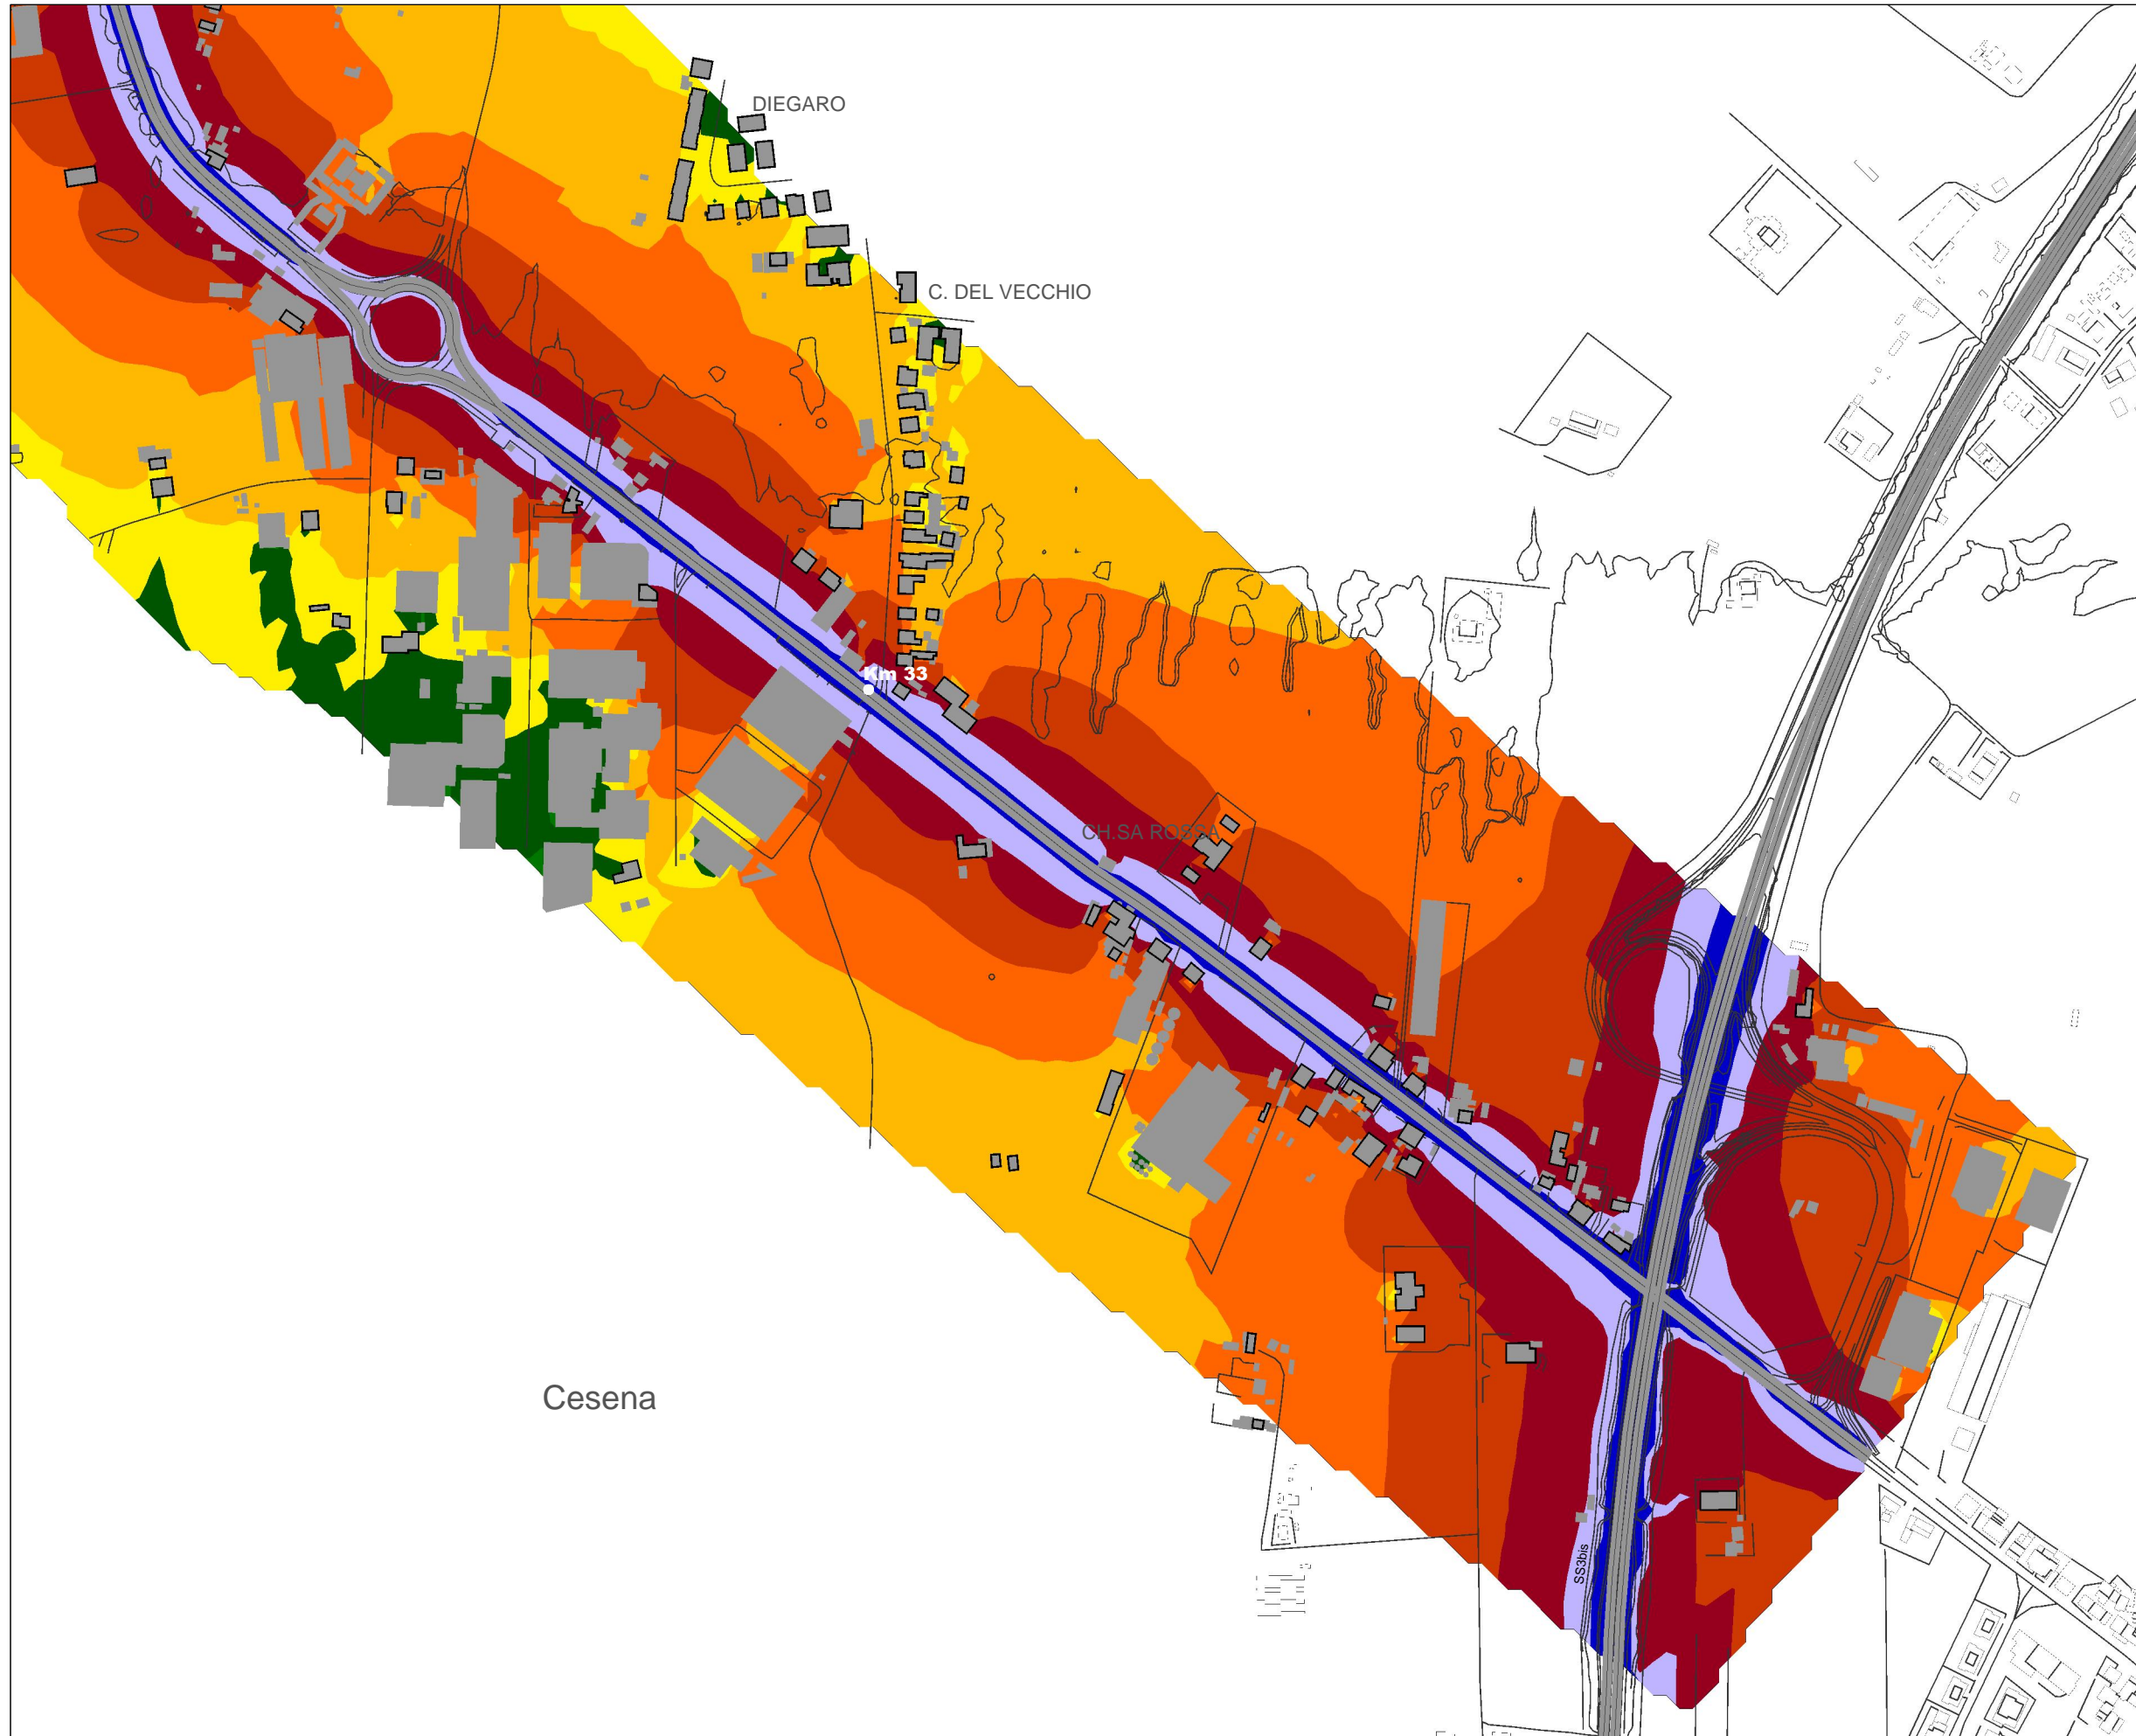 DIEGARO
C. DEL VECCHIO
Km 33
CH.SA ROSSA
Cesena
SS3bis